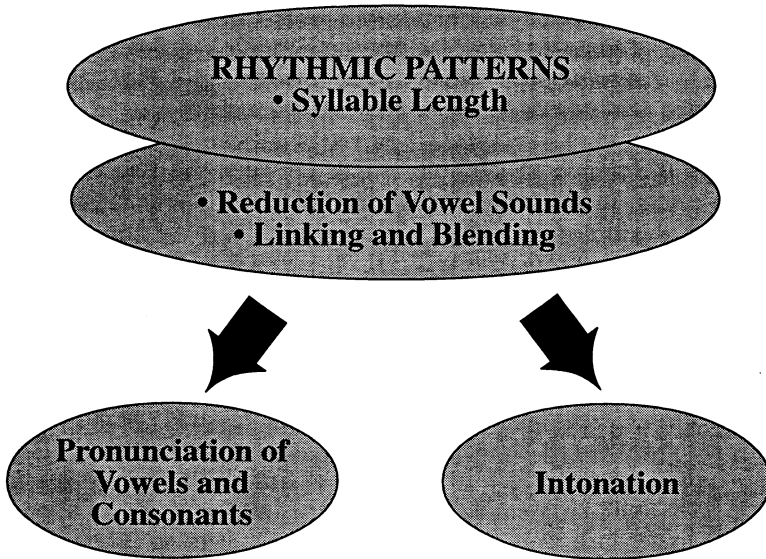 RHYTHMIC PATTERNS
• Syllable Length
• Reduction of Vowel Sounds
• Linking and Blending
Pronunciation of
Vowels and
Consonants
Intonation